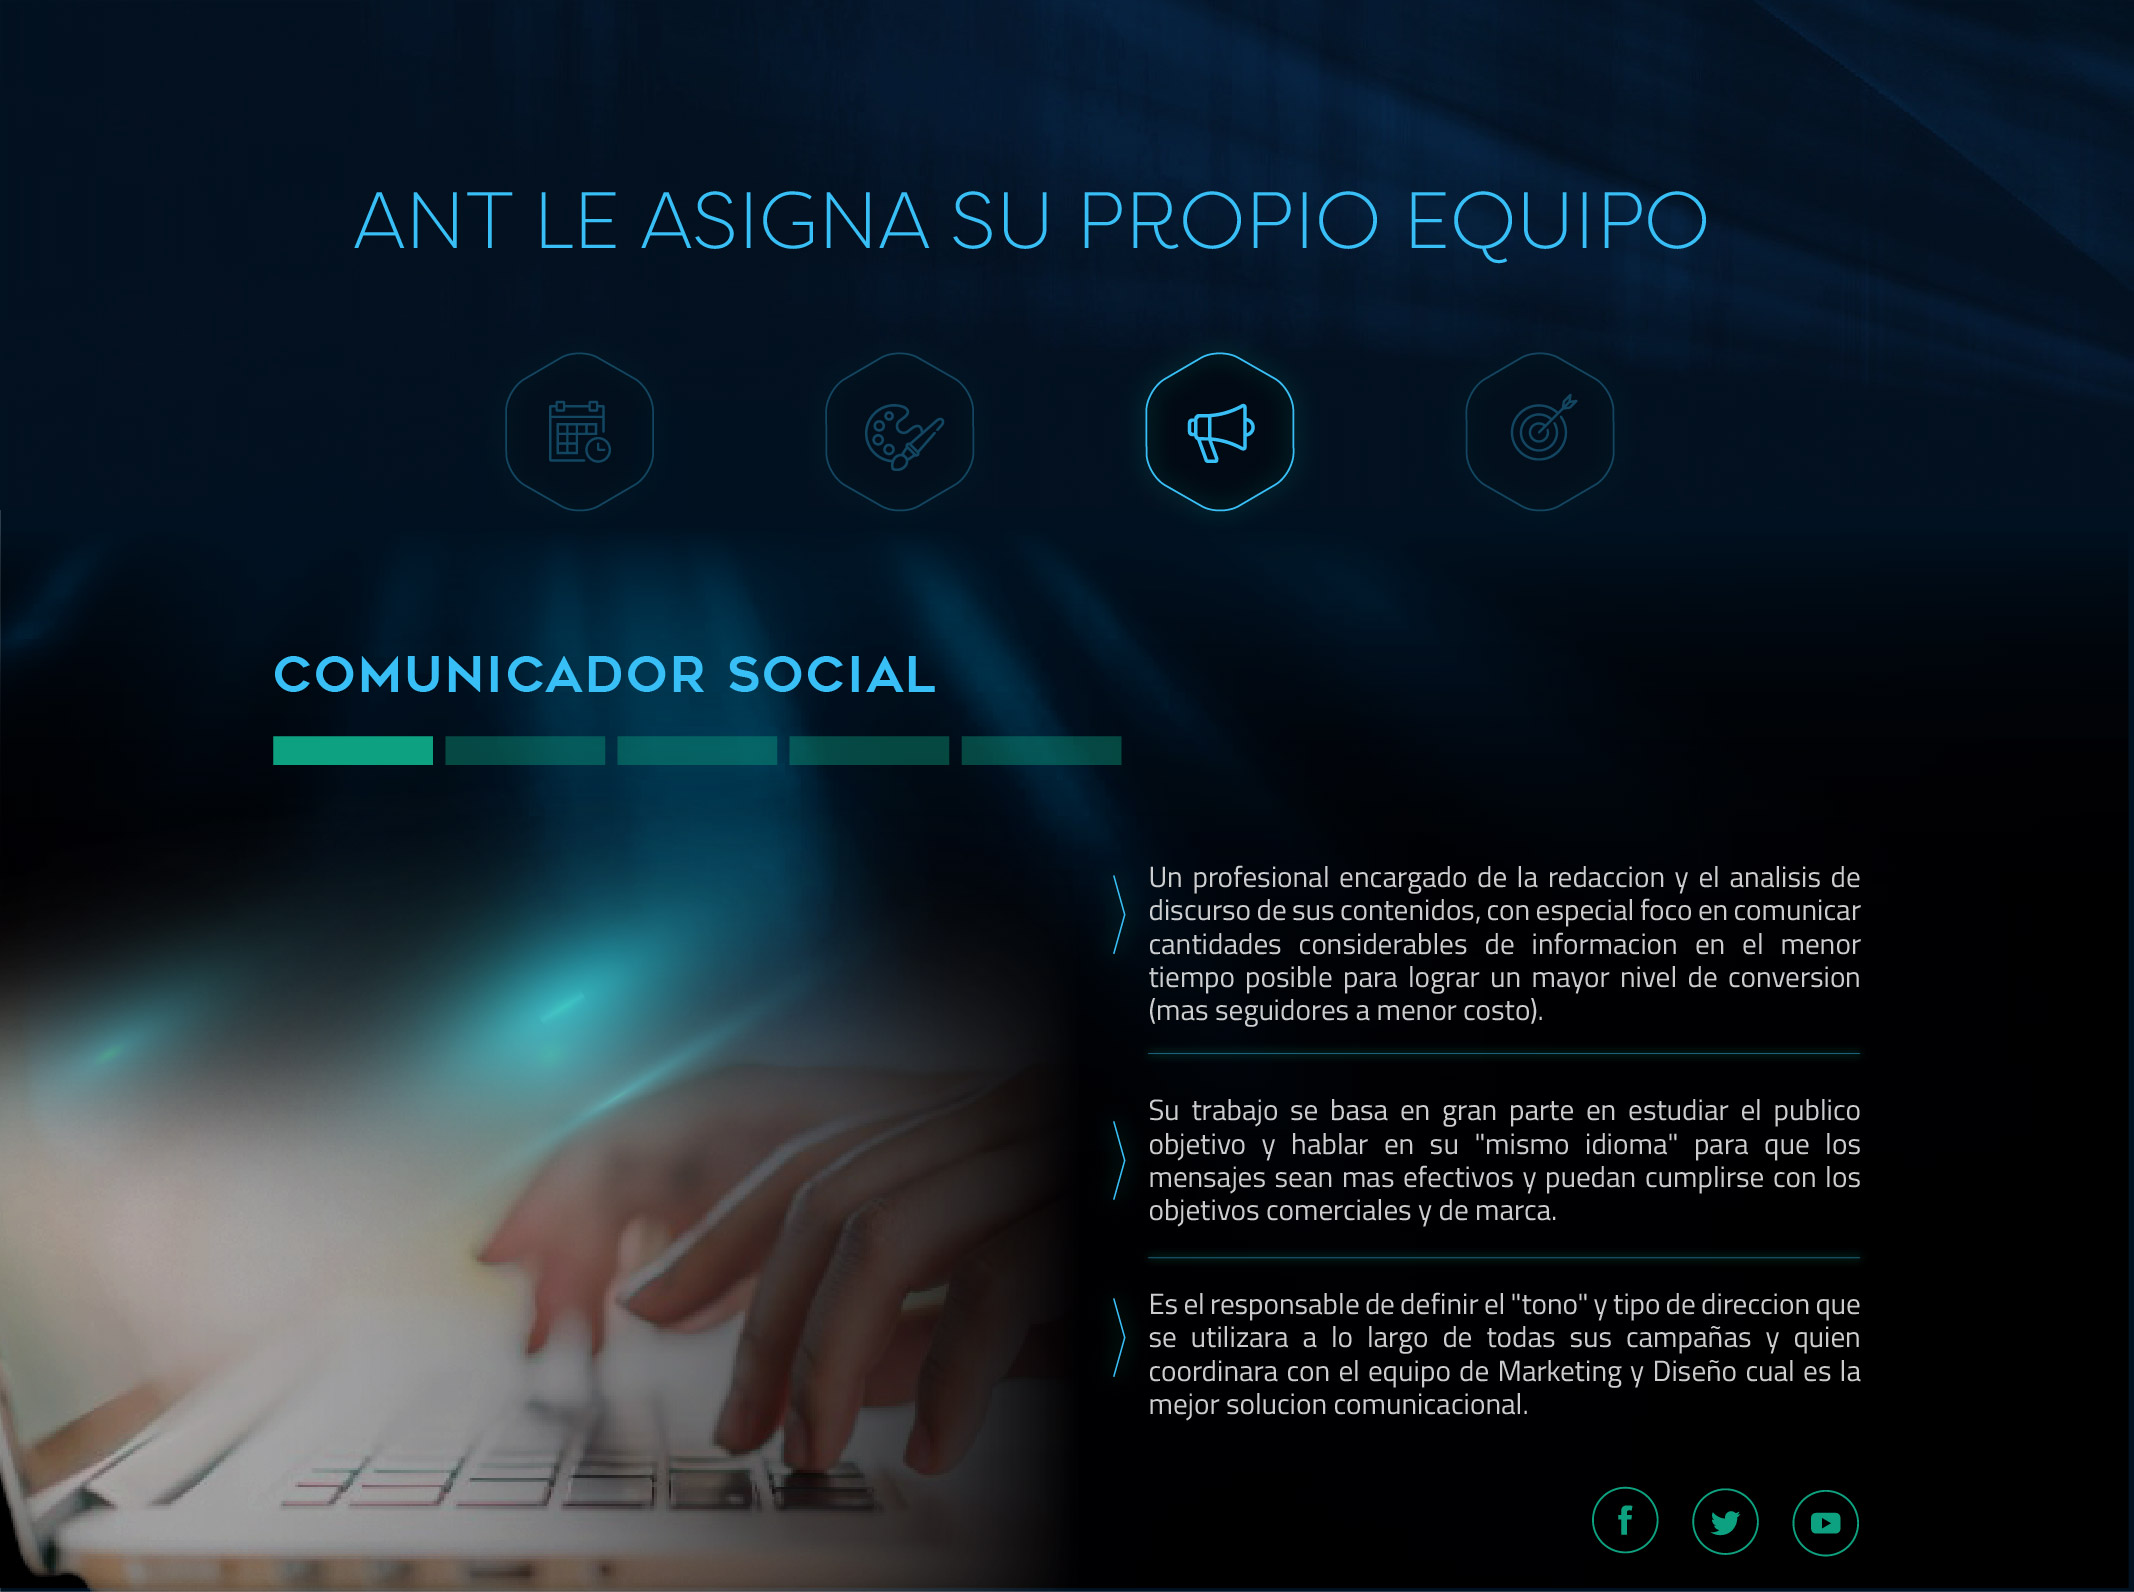 ANT LE ASIGNA SU PROPIO EQUIPO
COMUNICADOR SOCIAL
Un profesional encargado de la redaccion y el analisis de
discurso de sus contenidos, con especial foco en comunicar
cantidades considerables de informacion en el menor
tiempo posible para lograr un mayor nivel de conversion
(mas seguidores a menor costo).
Su trabajo se basa en gran parte en estudiar el publico
objetivo y hablar en su "mismo idioma" para que los
mensajes sean mas efectivos y puedan cumplirse con los
objetivos comerciales y de marca.
Es el responsable de definir el "tono" y tipo de direccion que
se utilizara a lo largo de todas sus campañas y quien
coordinara con el equipo de Marketing y Diseño cual es la
mejor solucion comunicacional.